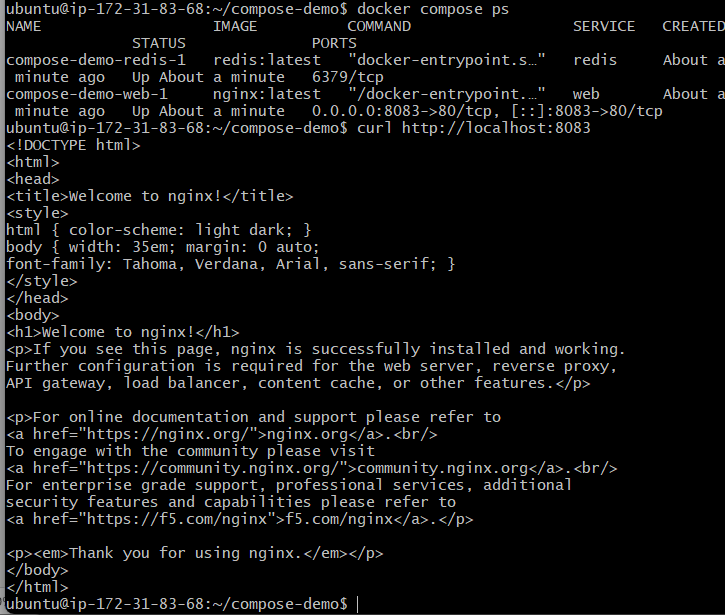 ubuntu@ip-172-31-83-68:~/compose-demo$ docker compose ps
NAME                   IMAGE          COMMAND                  SERVICE   CREATED
              STATUS              PORTS
compose-demo-redis-1   redis:latest   "docker-entrypoint.s…"   redis     About a
 minute ago   Up About a minute   6379/tcp
compose-demo-web-1     nginx:latest   "/docker-entrypoint.…"   web       About a
 minute ago   Up About a minute   0.0.0.0:8083->80/tcp, [::]:8083->80/tcp
ubuntu@ip-172-31-83-68:~/compose-demo$ curl http://localhost:8083
<!DOCTYPE html>
<html>
<head>
<title>Welcome to nginx!</title>
<style>
html { color-scheme: light dark; }
body { width: 35em; margin: 0 auto;
font-family: Tahoma, Verdana, Arial, sans-serif; }
</style>
</head>
<body>
<h1>Welcome to nginx!</h1>
<p>If you see this page, nginx is successfully installed and working.
Further configuration is required for the web server, reverse proxy,
API gateway, load balancer, content cache, or other features.</p>

<p>For online documentation and support please refer to
<a href="https://nginx.org/">nginx.org</a>.<br/>
To engage with the community please visit
<a href="https://community.nginx.org/">community.nginx.org</a>.<br/>
For enterprise grade support, professional services, additional
security features and capabilities please refer to
<a href="https://f5.com/nginx">f5.com/nginx</a>.</p>

<p><em>Thank you for using nginx.</em></p>
</body>
</html>
ubuntu@ip-172-31-83-68:~/compose-demo$